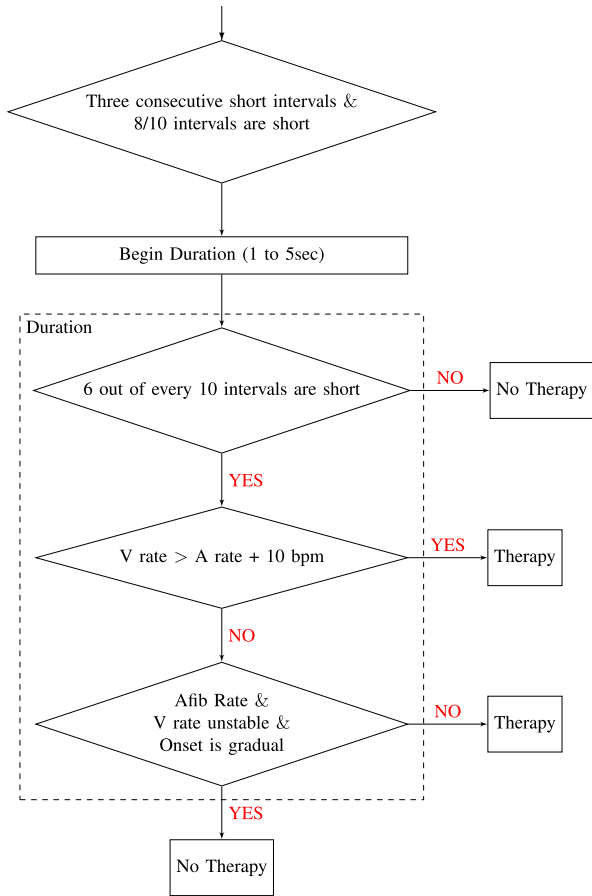 Three consecutive short intervals &
8/10 intervals are short
Begin Duration (1 to 5sec)
Duration
6 out of every 10 intervals are short
NO
No Therapy
YES
V rate > A rate + 10 bpm
YES
Therapy
NO
Afib Rate &
V rate unstable &
Onset is gradual
NO
Therapy
YES
No Therapy